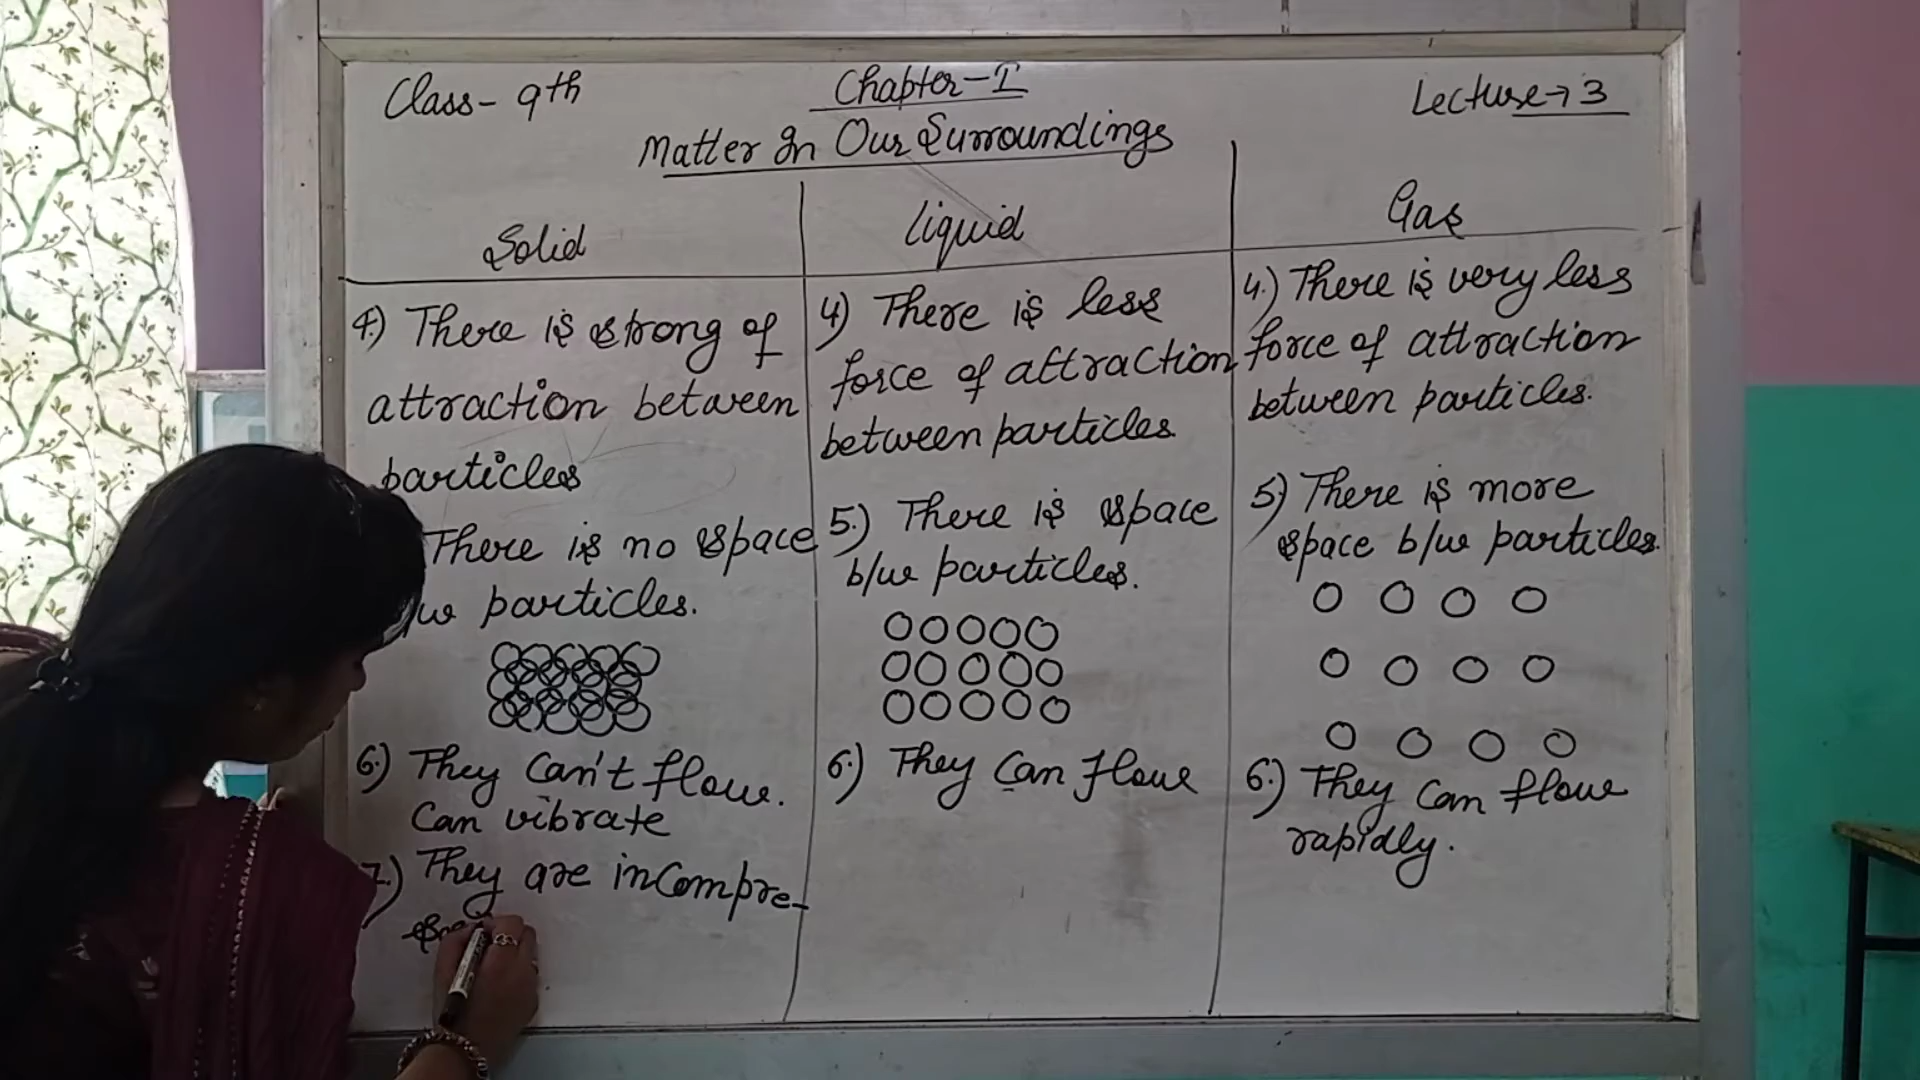 Class- 9th
Chapter-I
Lecture→3
Matter In Our Surroundings
Solid
4.) There is strong of
attraction between
particles
There is no space
/w particles.
6.) They can't flow.
Can vibrate
7.) They are incompre-
Liquid
4) There is less
force of attraction
between particles
5.) There is space
b/w particles.
6.) They can flow
Gas
4.) There is very less
force of attraction
between particles.
5) There is more
space b/w particles.
6.) They can flow
rapidly.